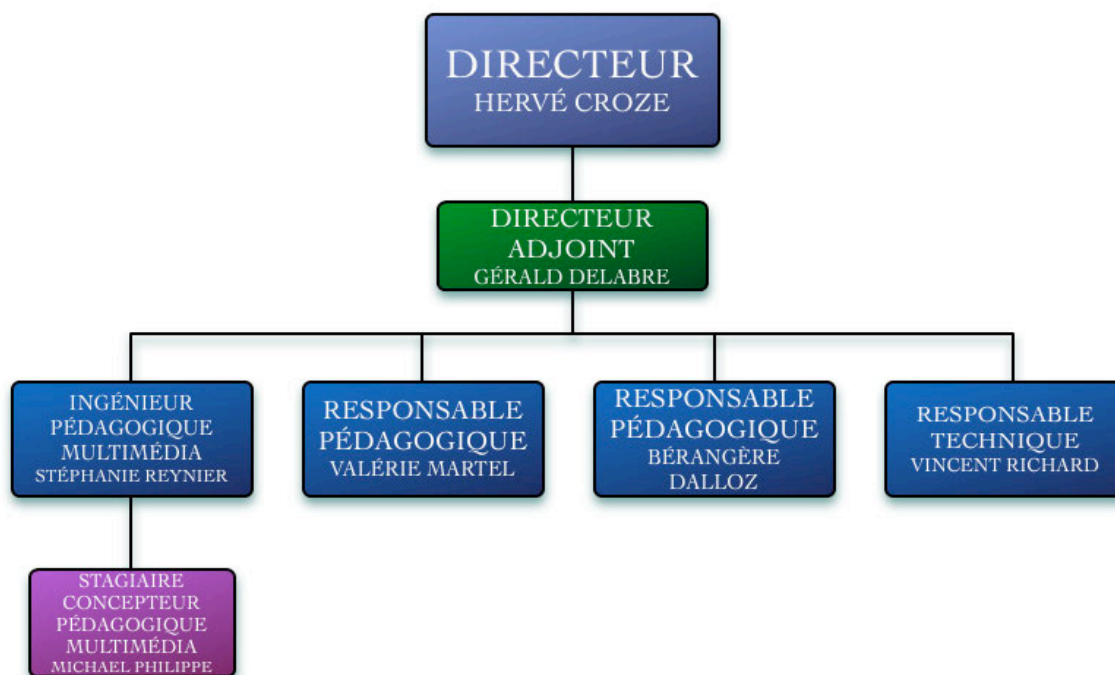 DIRECTEUR
HERVÉ CROZE
DIRECTEUR
ADJOINT
GÉRALD DELABRE
INGÉNIEUR
PÉDAGOGIQUE
MULTIMÉDIA
STÉPHANIE REYNIER
RESPONSABLE
PÉDAGOGIQUE
VALÉRIE MARTEL
RESPONSABLE
PÉDAGOGIQUE
BÉRANGÈRE
DALLOZ
RESPONSABLE
TECHNIQUE
VINCENT RICHARD
STAGIAIRE
CONCEPTEUR
PÉDAGOGIQUE
MULTIMÉDIA
MICHAEL PHILIPPE